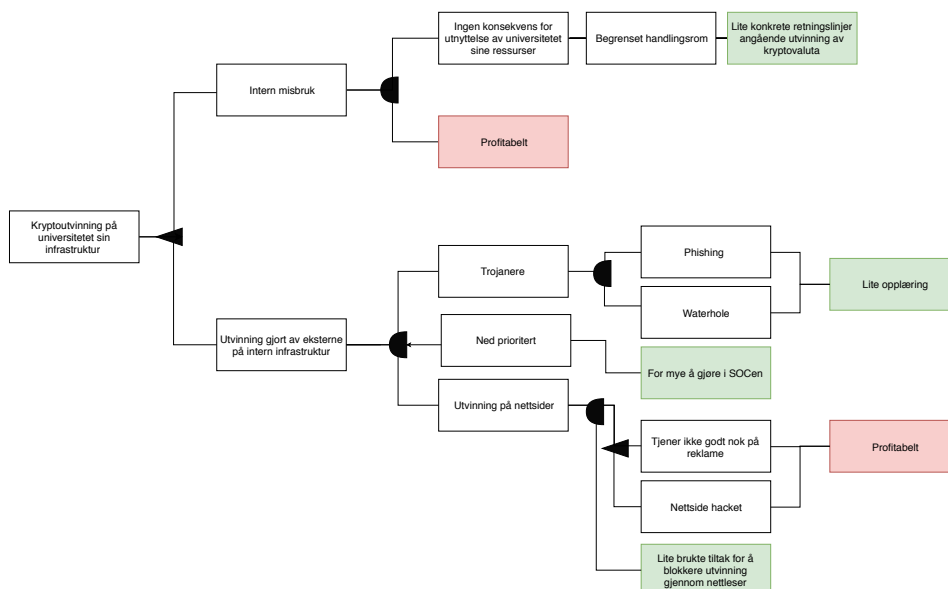 Ingen konsekvens for
utnyttelse av universitetet
sine ressurser
Begrenset handlingsrom
Lite konkrete retningslinjer
angående utvinning av
kryptovaluta
Intern misbruk
Profitabelt
Kryptoutvinning på
universitetet sin
infrastruktur
Trojanere
Phishing
Lite opplæring
Waterhole
Utvinning gjort av eksterne
på intern infrastruktur
Ned prioritert
For mye å gjøre i SOCen
Utvinning på nettsider
Tjener ikke godt nok på
reklame
Profitabelt
Nettside hacket
Lite brukte tiltak for å
blokkere utvinning
gjennom nettleser